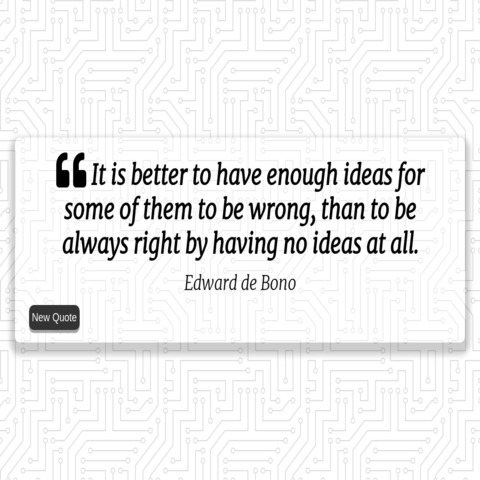 ❝ It is better to have enough ideas for
some of them to be wrong, than to be
always right by having no ideas at all.
Edward de Bono
New Quote